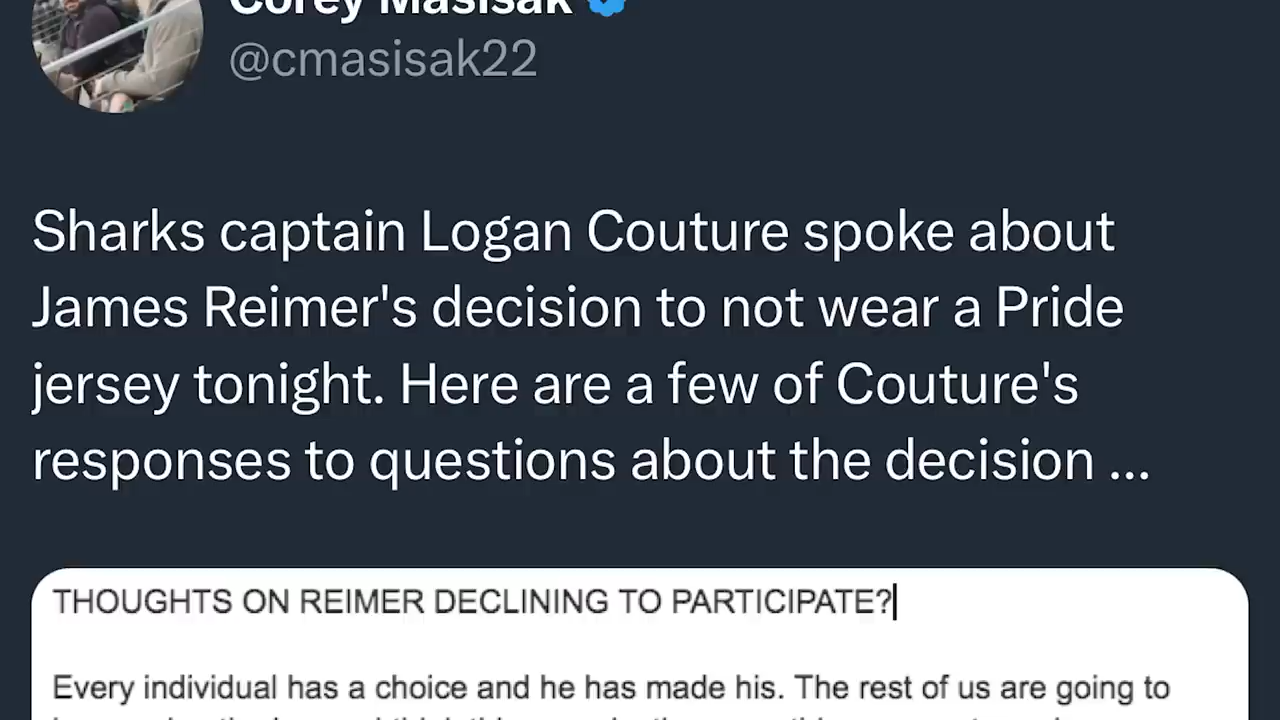 Corey Masisak
@cmasisak22
Sharks captain Logan Couture spoke about
James Reimer's decision to not wear a Pride
jersey tonight. Here are a few of Couture's
responses to questions about the decision ...
THOUGHTS ON REIMER DECLINING TO PARTICIPATE?
Every individual has a choice and he has made his. The rest of us are going to